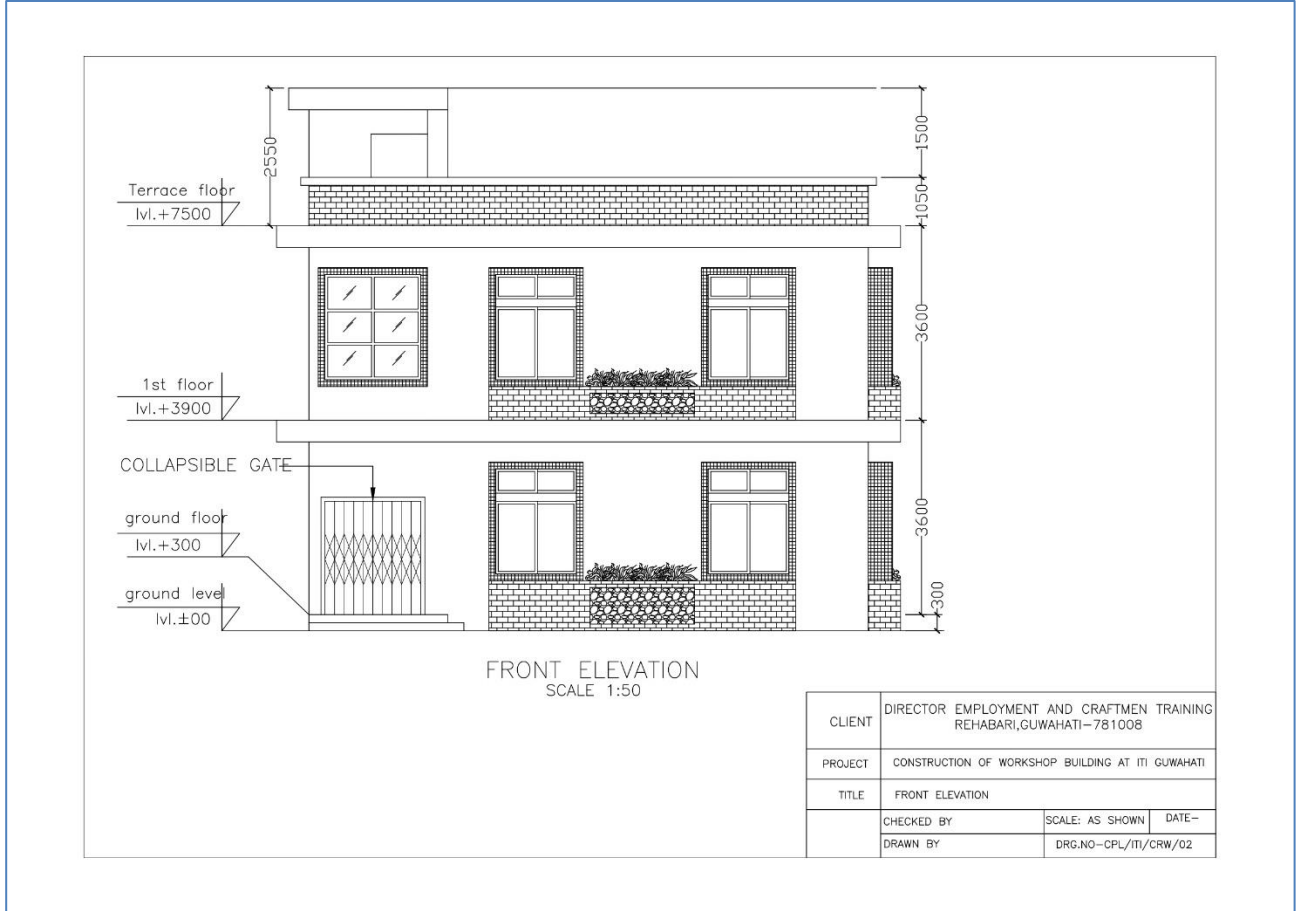 2550
1500
Terrace floor
lvl.+7500
1050
3600
1st floor
lvl.+3900
COLLAPSIBLE GATE
ground floor
lvl.+300
3600
ground level
lvl.±00
300
FRONT ELEVATION
SCALE 1:50
CLIENT
DIRECTOR EMPLOYMENT AND CRAFTMEN TRAINING
REHABARI,GUWAHATI-781008
PROJECT
CONSTRUCTION OF WORKSHOP BUILDING AT ITI GUWAHATI
TITLE
FRONT ELEVATION
CHECKED BY
SCALE: AS SHOWN
DATE-
DRAWN BY
DRG.NO-CPL/ITI/CRW/02